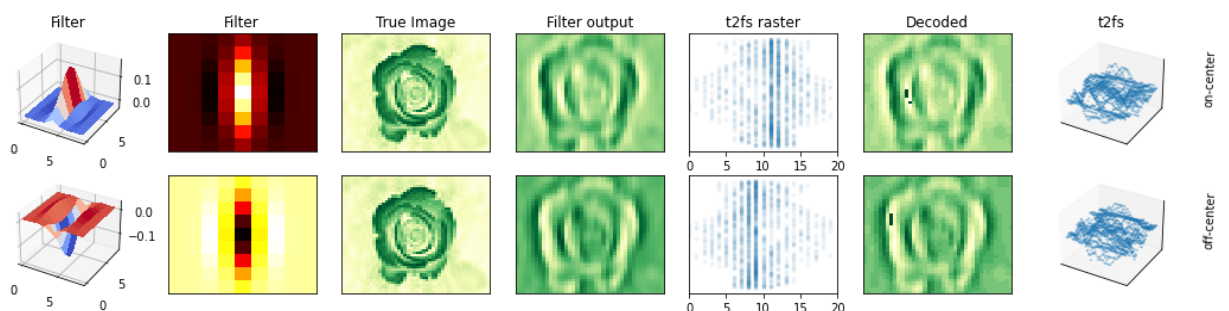 Filter Filter True Image Filter output t2fs raster Decoded t2fs
0.1
0.0
0 5 0 5
0 5 10 15 20
on-center
0.0
−0.1
0 5 0 5
0 5 10 15 20
off-center